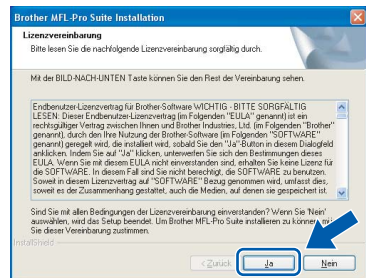 Brother MFL-Pro Suite Installation
Lizenzvereinbarung
Bitte lesen Sie die nachfolgende Lizenzvereinbarung sorgfältig durch.
Mit der BILD-NACH-UNTEN Taste können Sie den Rest der Vereinbarung sehen.
Endbenutzer-Lizenzvertrag für Brother-Software WICHTIG - BITTE SORGFÄLTIG
LESEN: Dieser Endbenutzer-Lizenzvertrag (im Folgenden "EULA" genannt) ist ein
rechtsgültiger Vertrag zwischen Ihnen und Brother Industries, Ltd. (im Folgenden "Brother"
genannt), durch den Ihre Nutzung der Brother-Software (im Folgenden "SOFTWARE"
genannt) geregelt wird, die installiert wird, sobald Sie den "Ja"-Button in diesem Dialogfeld
anklicken. Indem Sie auf "Ja" klicken, unterwerfen Sie sich den Bestimmungen dieses
EULA. Wenn Sie mit diesem EULA nicht einverstanden sind, erhalten Sie keine Lizenz für
die SOFTWARE. In diesem Fall sind Sie nicht berechtigt, die SOFTWARE zu benutzen.
Soweit in diesem Lizenzvertrag auf "SOFTWARE" Bezug genommen wird, umfasst dies,
soweit es der Zusammenhang gestattet, auch die Medien, auf denen sie gespeichert ist.
Sind Sie mit allen Bedingungen der Lizenzvereinbarung einverstanden? Wenn Sie 'Nein'
auswählen, wird das Setup beendet. Um Brother MFL-Pro Suite installieren zu können,
Sie dieser Vereinbarung zustimmen.
InstallShield
< Zurück
Ja
Nein